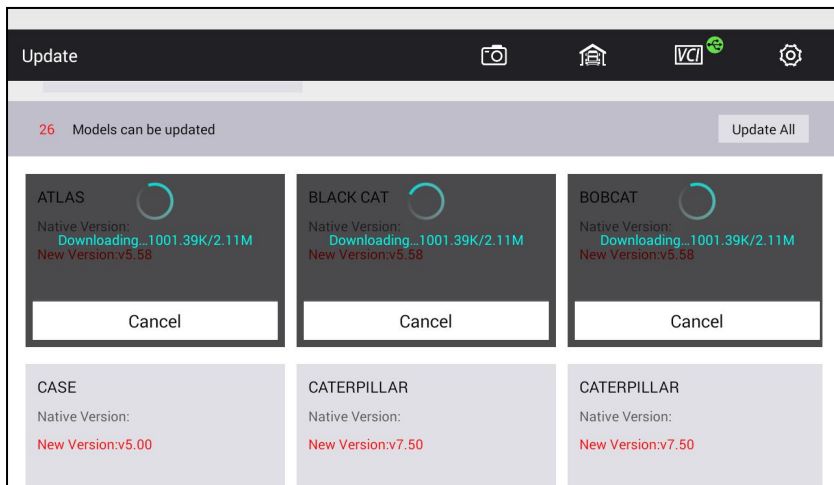 Update
VCI
26 Models can be updated
Update All
ATLAS
Native Version:
Downloading...1001.39K/2.11M
New Version:v5.58
Cancel
BLACK CAT
Native Version:
Downloading...1001.39K/2.11M
New Version:v5.58
Cancel
BOBCAT
Native Version:
Downloading...1001.39K/2.11M
New Version:v5.58
Cancel
CASE
Native Version:
New Version:v5.00
CATERPILLAR
Native Version:
New Version:v7.50
CATERPILLAR
Native Version:
New Version:v7.50